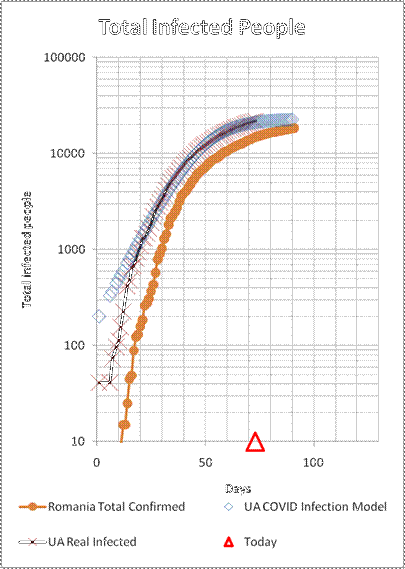 Total Infected People
100000
10000
1000
100
10
Total infected people
0 50 100
Days
Romania Total Confirmed
UA COVID Infection Model
UA Real Infected
Today